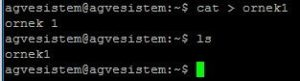 agvesistem@agvesistem:~$ cat > ornek1
ornek 1
agvesistem@agvesistem:~$ ls
ornek1
agvesistem@agvesistem:~$